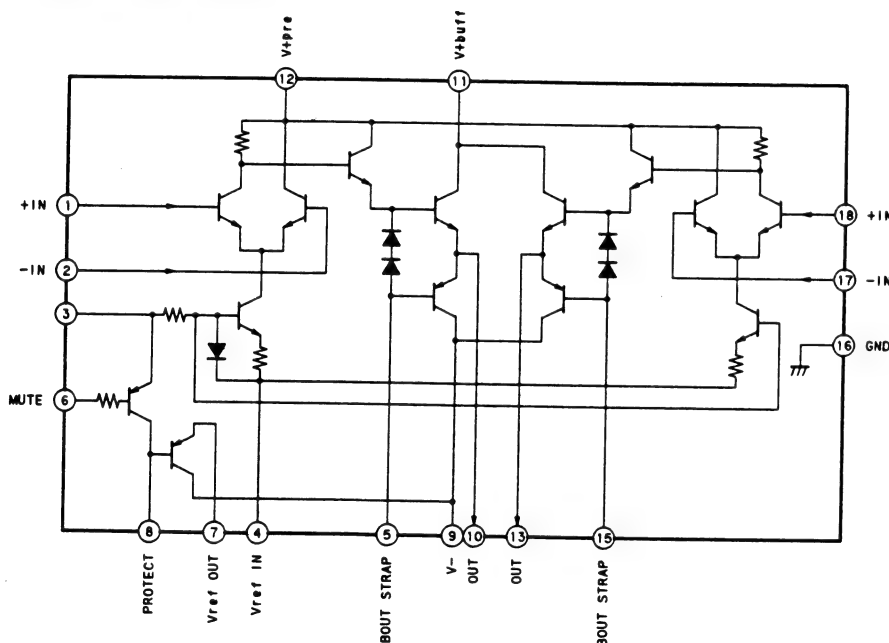 V+pre
V+buff
12
11
+IN
1
18
+IN
-IN
2
17
-IN
3
16
GND
MUTE
6
8
7
4
5
9
10
13
15
PROTECT
Vref OUT
Vref IN
BOUT STRAP
V-
OUT
OUT
BOUT STRAP